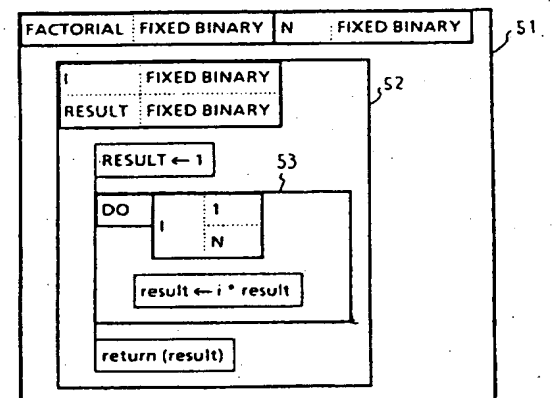 FACTORIAL FIXED BINARY N FIXED BINARY 51
I FIXED BINARY 52
RESULT FIXED BINARY
RESULT ← 1 53
DO I 1
N
result ← i * result
return (result)